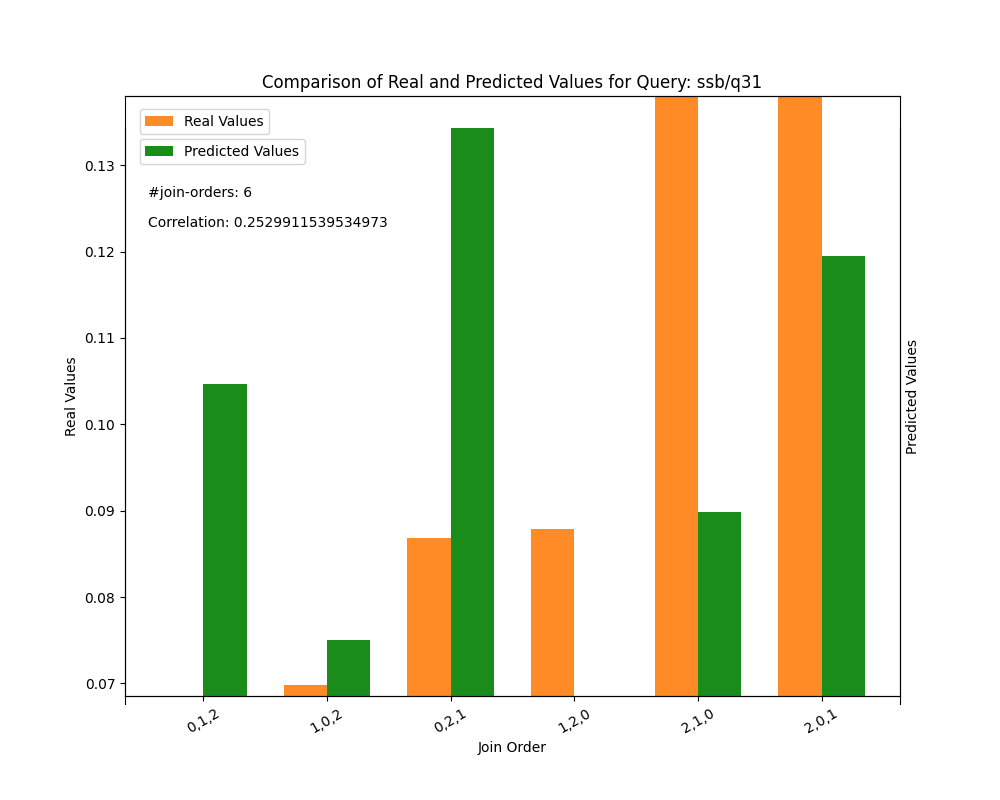 Comparison of Real and Predicted Values for Query: ssb/q31
Real Values
Predicted Values
#join-orders: 6
Correlation: 0.2529911539534973
0.13
0.12
0.11
0.10
0.09
0.08
0.07
Real Values
Predicted Values
0,1,2
1,0,2
0,2,1
1,2,0
2,1,0
2,0,1
Join Order